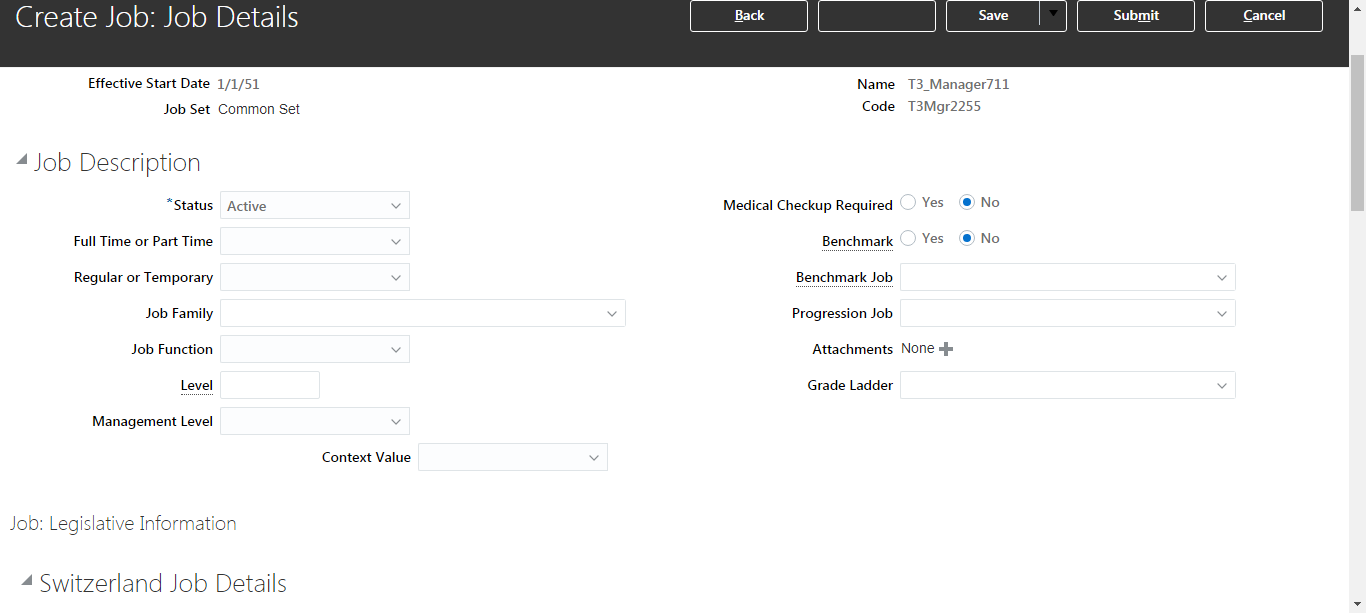 Create Job: Job Details
Back
Save
Submit
Cancel
Effective Start Date 1/1/51
Job Set Common Set
Name T3_Manager711
Code T3Mgr2255
Job Description
*Status Active
Full Time or Part Time
Regular or Temporary
Job Family
Job Function
Level
Management Level
Context Value
Medical Checkup Required Yes No
Benchmark Yes No
Benchmark Job
Progression Job
Attachments None
Grade Ladder
Job: Legislative Information
Switzerland Job Details